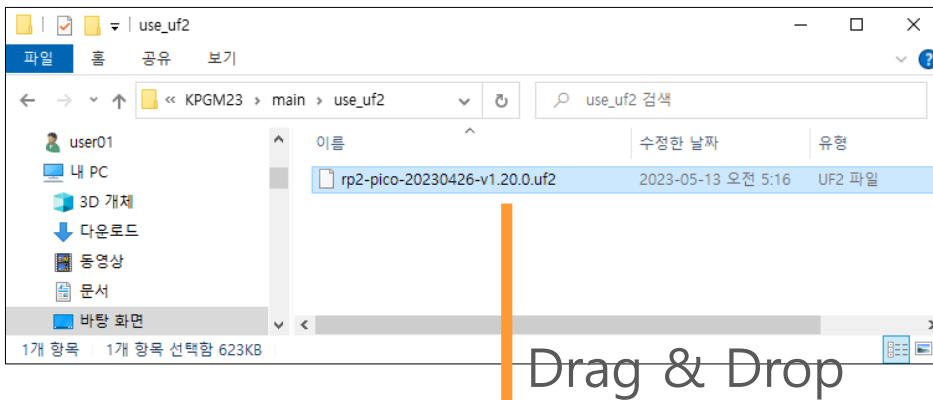 use_uf2
파일 홈 공유 보기
« KPGM23 > main > use_uf2 use_uf2 검색
user01
내 PC
3D 개체
다운로드
동영상
문서
바탕 화면
이름 수정한 날짜 유형
rp2-pico-20230426-v1.20.0.uf2 2023-05-13 오전 5:16 UF2 파일
1개 항목 1개 항목 선택함 623KB
Drag & Drop